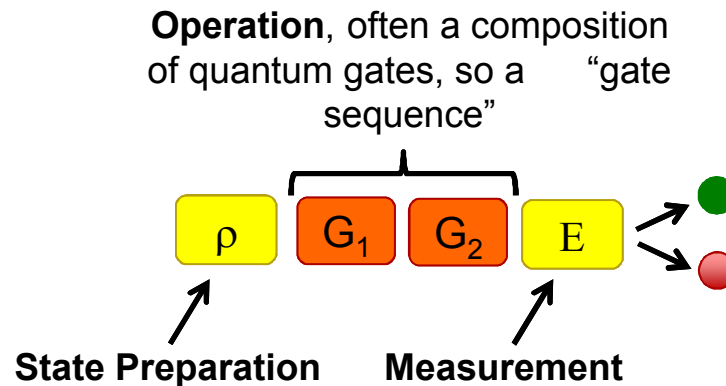 Operation, often a composition
of quantum gates, so a “gate
sequence”
ρ G₁ G₂ E
State Preparation Measurement